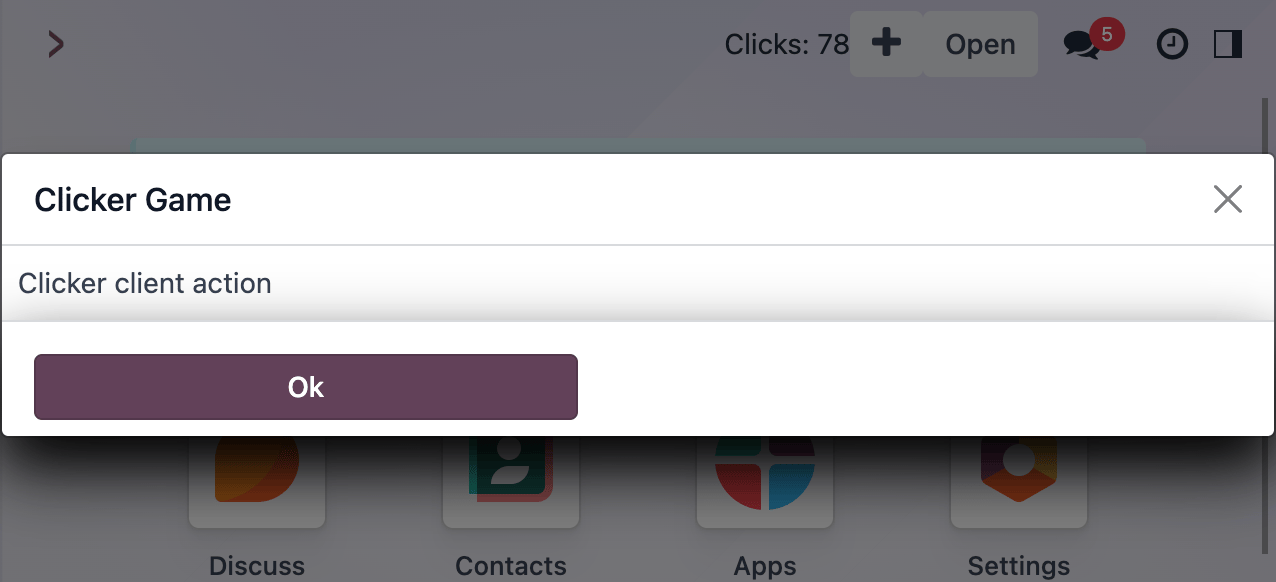 Clicks: 78 Open 5
Clicker Game
Clicker client action
Ok
Discuss Contacts Apps Settings